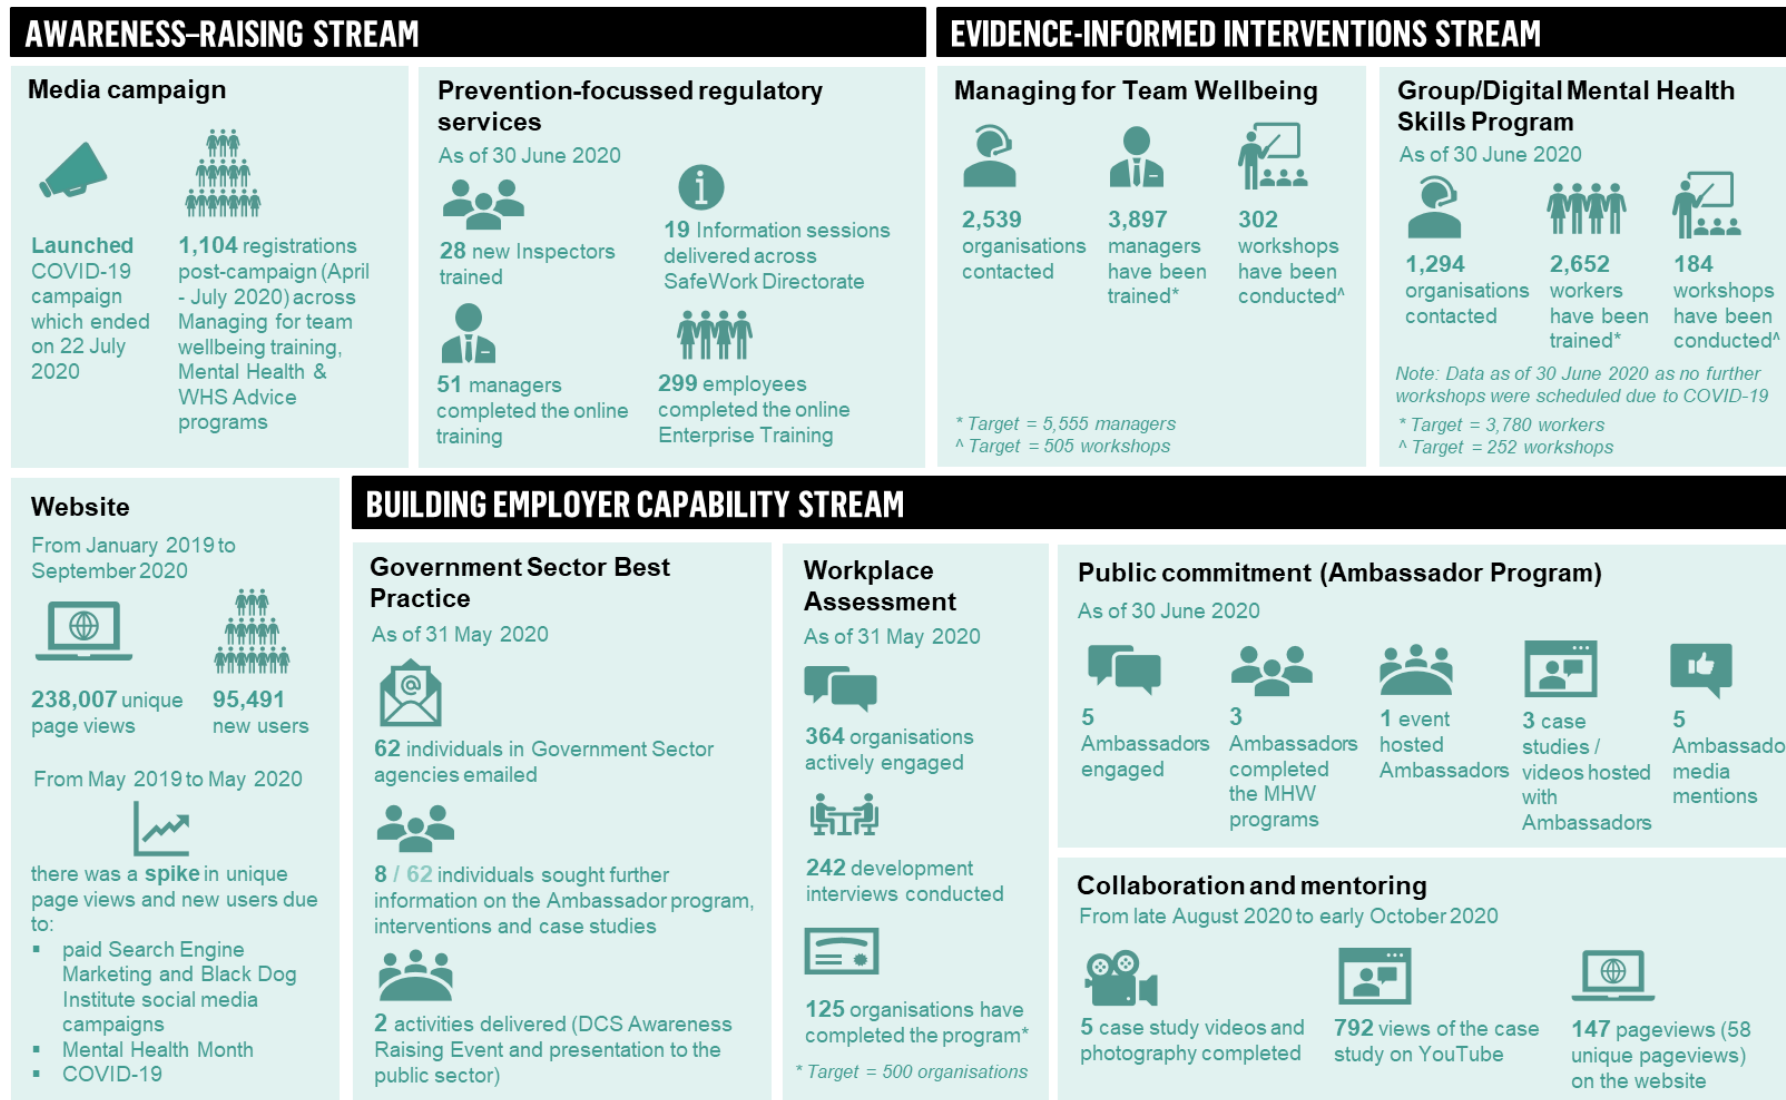 AWARENESS–RAISING STREAM
Media campaign
Launched
COVID-19
campaign
which ended
on 22 July
2020
1,104 registrations
post-campaign (April
- July 2020) across
Managing for team
wellbeing training,
Mental Health &
WHS Advice
programs
Prevention-focussed regulatory
services
As of 30 June 2020
28 new Inspectors
trained
19 Information sessions
delivered across
SafeWork Directorate
51 managers
completed the online
training
299 employees
completed the online
Enterprise Training
EVIDENCE-INFORMED INTERVENTIONS STREAM
Managing for Team Wellbeing
2,539
organisations
contacted
3,897
managers
have been
trained*
302
workshops
have been
conducted^
* Target = 5,555 managers
^ Target = 505 workshops
Group/Digital Mental Health
Skills Program
As of 30 June 2020
1,294
organisations
contacted
2,652
workers
have been
trained*
184
workshops
have been
conducted^
Note: Data as of 30 June 2020 as no further
workshops were scheduled due to COVID-19
* Target = 3,780 workers
^ Target = 252 workshops
Website
From January 2019 to
September 2020
238,007 unique
page views
95,491
new users
From May 2019 to May 2020
there was a spike in unique
page views and new users due
to:
▪ paid Search Engine
Marketing and Black Dog
Institute social media
campaigns
▪ Mental Health Month
▪ COVID-19
BUILDING EMPLOYER CAPABILITY STREAM
Government Sector Best
Practice
As of 31 May 2020
@
62 individuals in Government Sector
agencies emailed
8 / 62 individuals sought further
information on the Ambassador program,
interventions and case studies
2 activities delivered (DCS Awareness
Raising Event and presentation to the
public sector)
Workplace
Assessment
As of 31 May 2020
364 organisations
actively engaged
242 development
interviews conducted
125 organisations have
completed the program*
* Target = 500 organisations
Public commitment (Ambassador Program)
As of 30 June 2020
5
Ambassadors
engaged
3
Ambassadors
completed
the MHW
programs
1 event
hosted
Ambassadors
3 case
studies /
videos hosted
with
Ambassadors
5
Ambassado
media
mentions
Collaboration and mentoring
From late August 2020 to early October 2020
5 case study videos and
photography completed
792 views of the case
study on YouTube
147 pageviews (58
unique pageviews)
on the website